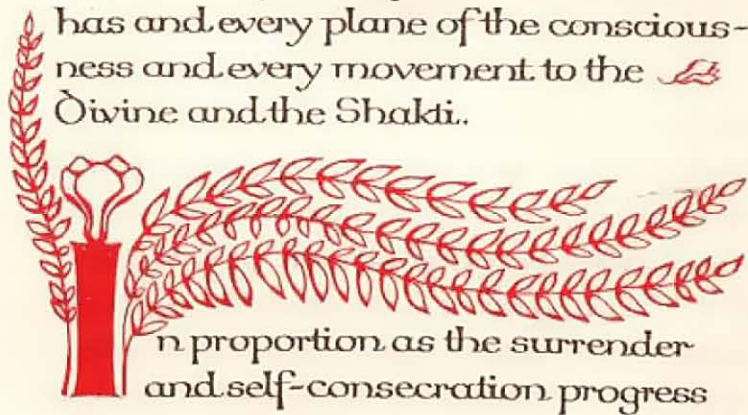 has and every plane of the conscious-
ness and every movement to the
Divine and the Shakti..
In proportion as the surrender
and self-consecration progress